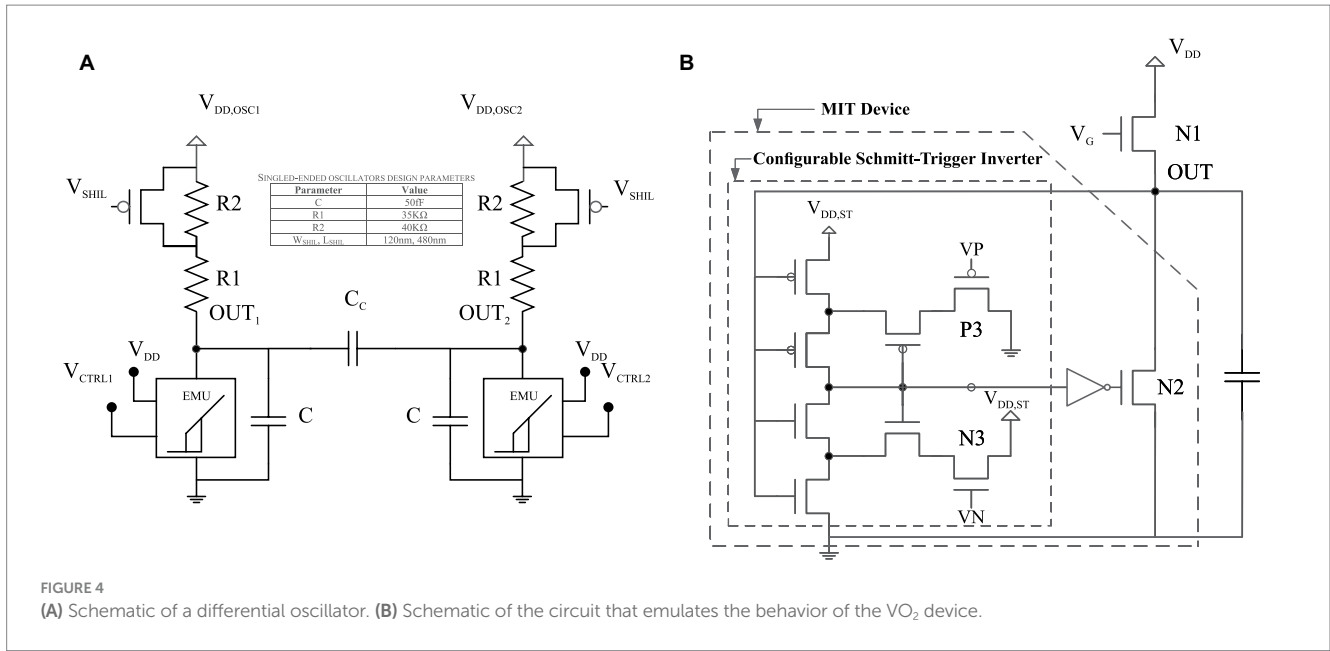 A
V_DD,OSC1
V_DD,OSC2
V_SHIL
R2
SINGLED-ENDED OSCILLATORS DESIGN PARAMETERS
Parameter Value
C 50fF
R1 35KΩ
R2 40KΩ
W_SHIL, L_SHIL 120nm, 480nm
R2
V_SHIL
R1
OUT_1
C_C
R1
OUT_2
V_DD
V_CTRL1
EMU
C
C
EMU
V_DD
V_CTRL2
B
V_DD
MIT Device
V_G
N1
Configurable Schmitt-Trigger Inverter
OUT
V_DD,ST
VP
P3
V_DD,ST
N2
N3
VN
FIGURE 4
(A) Schematic of a differential oscillator. (B) Schematic of the circuit that emulates the behavior of the VO₂ device.